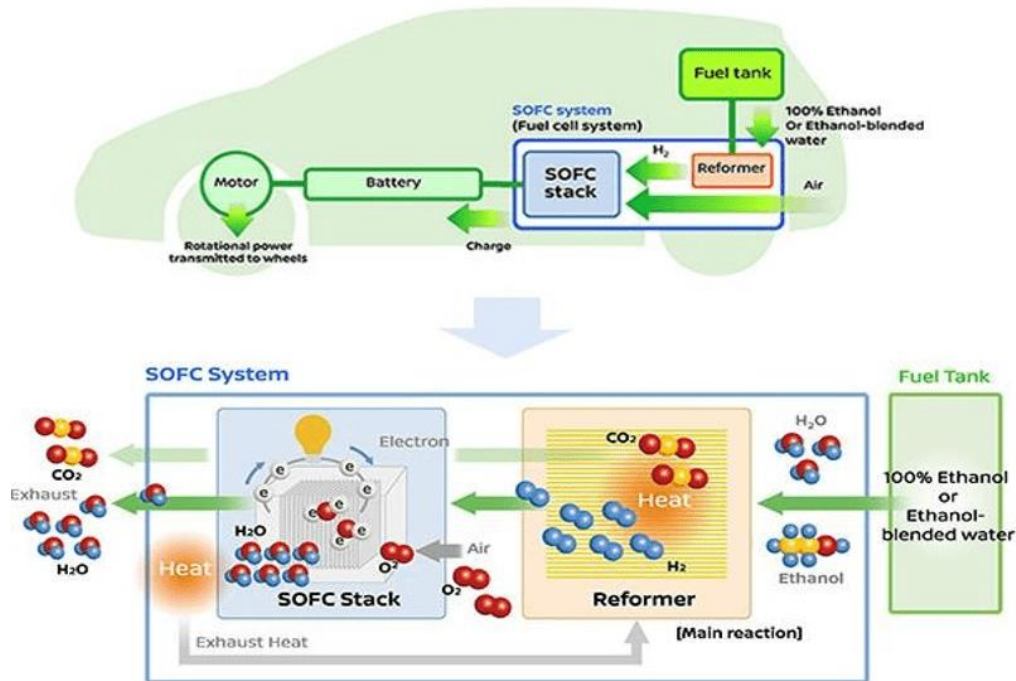 Fuel tank
SOFC system
(Fuel cell system)
100% Ethanol
Or Ethanol-blended
water
H₂
Reformer
SOFC
stack
Air
Motor
Battery
Charge
Rotational power
transmitted to wheels
SOFC System
Fuel Tank
H₂O
CO₂
Electron
e
e
e
e
e
e
e
e
CO₂
Exhaust
Heat
100% Ethanol
or
Ethanol-
blended water
H₂O
Air
O²
H₂
Ethanol
H₂O
Heat
O₂
SOFC Stack
Reformer
[Main reaction]
Exhaust Heat